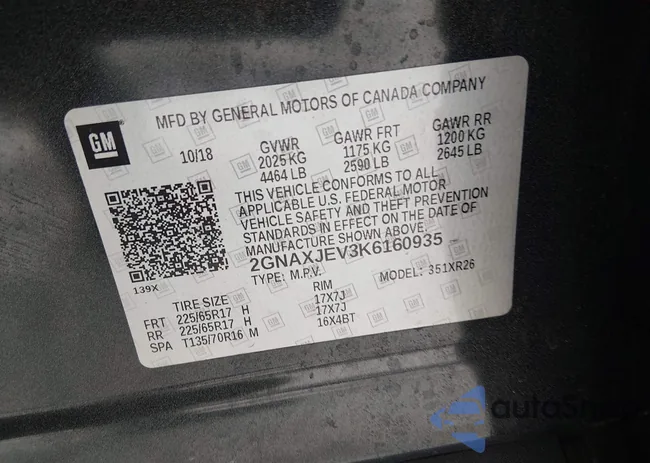 MFD BY GENERAL MOTORS OF CANADA COMPANY
GM
10/18 GVWR GAWR FRT GAWR RR
2025 KG 1175 KG 1200 KG
4464 LB 2590 LB 2645 LB
THIS VEHICLE CONFORMS TO ALL
APPLICABLE U.S. FEDERAL MOTOR
VEHICLE SAFETY AND THEFT PREVENTION
STANDARDS IN EFFECT ON THE DATE OF
MANUFACTURE SHOWN ABOVE.
2GNAXJEV3K6160935
139X
TYPE: M.P.V. MODEL: 351XR26
TIRE SIZE RIM
FRT 225/65R17 H 17X7J
RR 225/65R17 H 17X7J
SPA T135/70R16 M 16X4BT